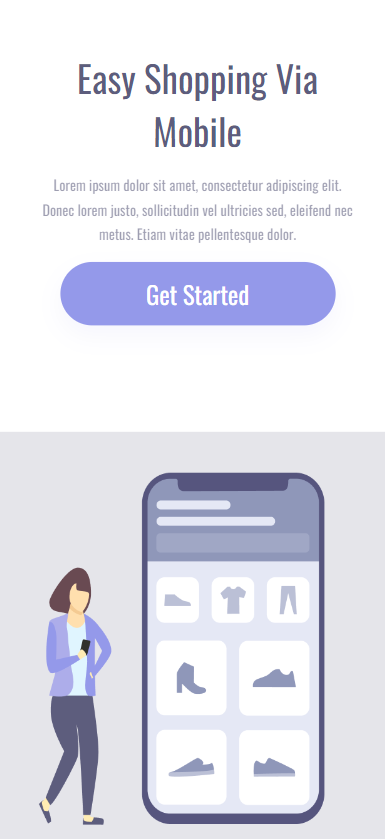 Easy Shopping Via
Mobile
Lorem ipsum dolor sit amet, consectetur adipiscing elit.
Donec lorem justo, sollicitudin vel ultricies sed, eleifend nec
metus. Etiam vitae pellentesque dolor.
Get Started